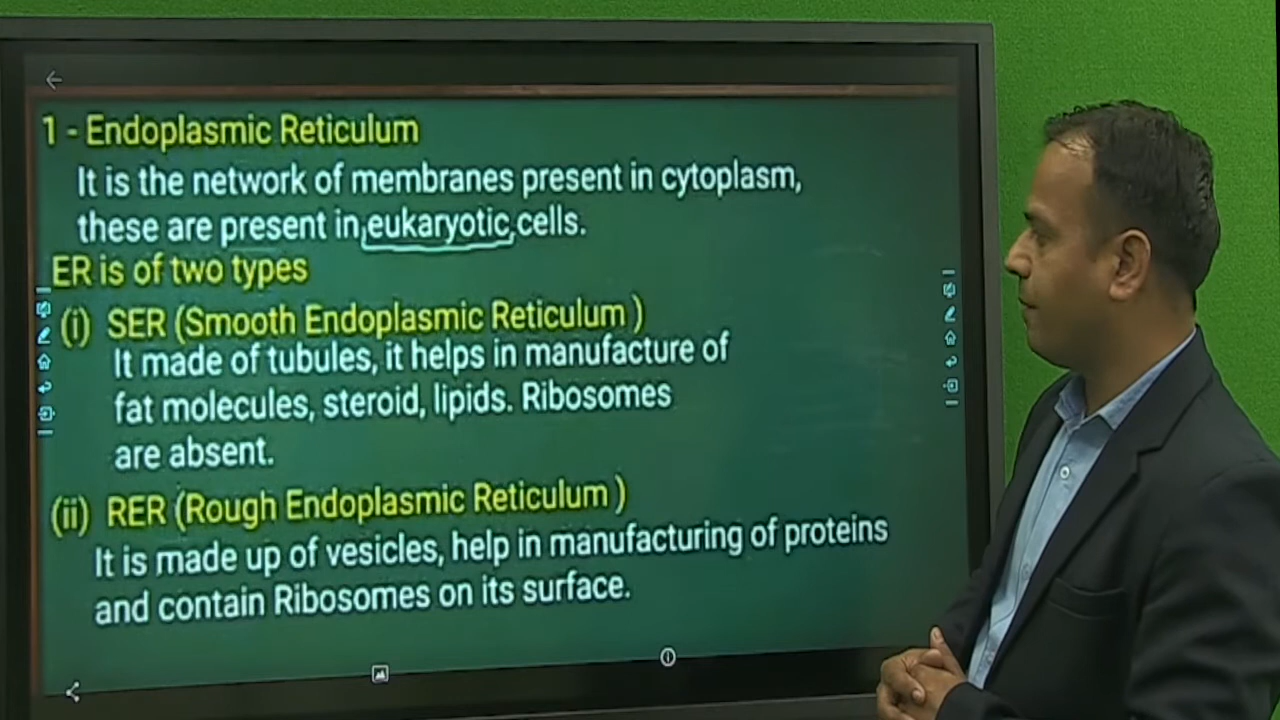 1 - Endoplasmic Reticulum
It is the network of membranes present in cytoplasm,
these are present in eukaryotic cells.
ER is of two types
(i) SER (Smooth Endoplasmic Reticulum )
It made of tubules, it helps in manufacture of
fat molecules, steroid, lipids. Ribosomes
are absent.
(ii) RER (Rough Endoplasmic Reticulum )
It is made up of vesicles, help in manufacturing of proteins
and contain Ribosomes on its surface.